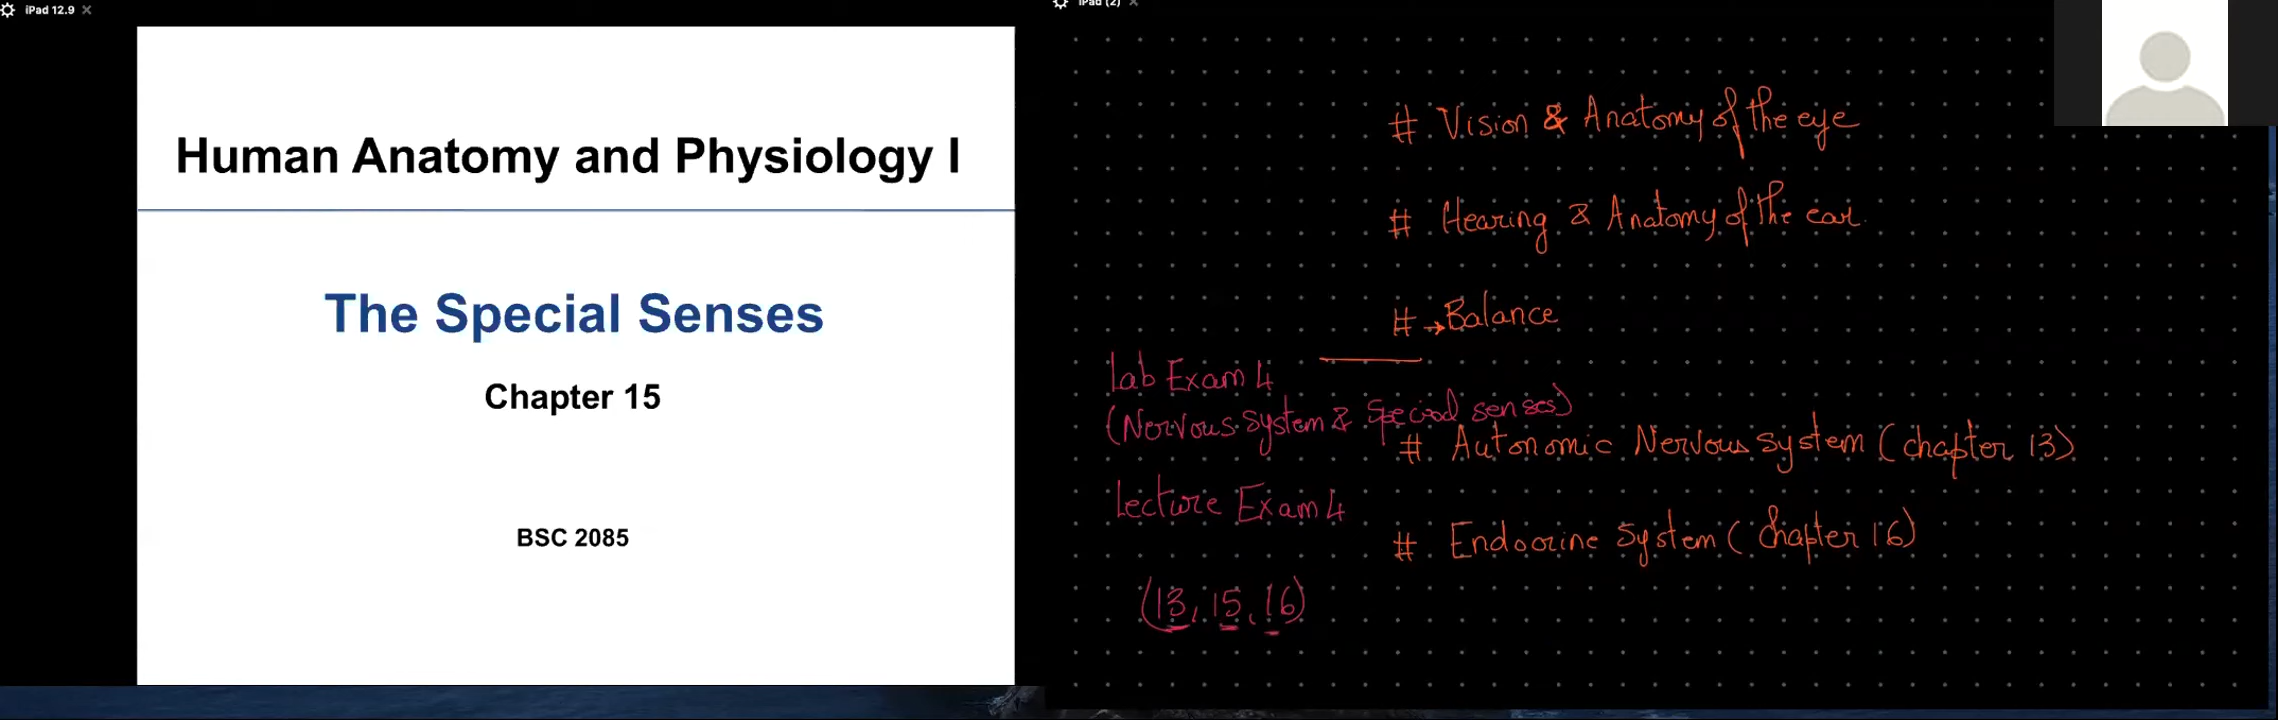 iPad 12.9
Human Anatomy and Physiology I
The Special Senses
Chapter 15
BSC 2085
iPad (2)
# Vision & Anatomy of the eye
# Hearing & Anatomy of the ear.
# →Balance
Lab Exam 4
(Nervous System & Special senses)
# Autonomic Nervous System (chapter 13)
Lecture Exam 4
# Endocrine System (Chapter 16)
(13, 15, 16)